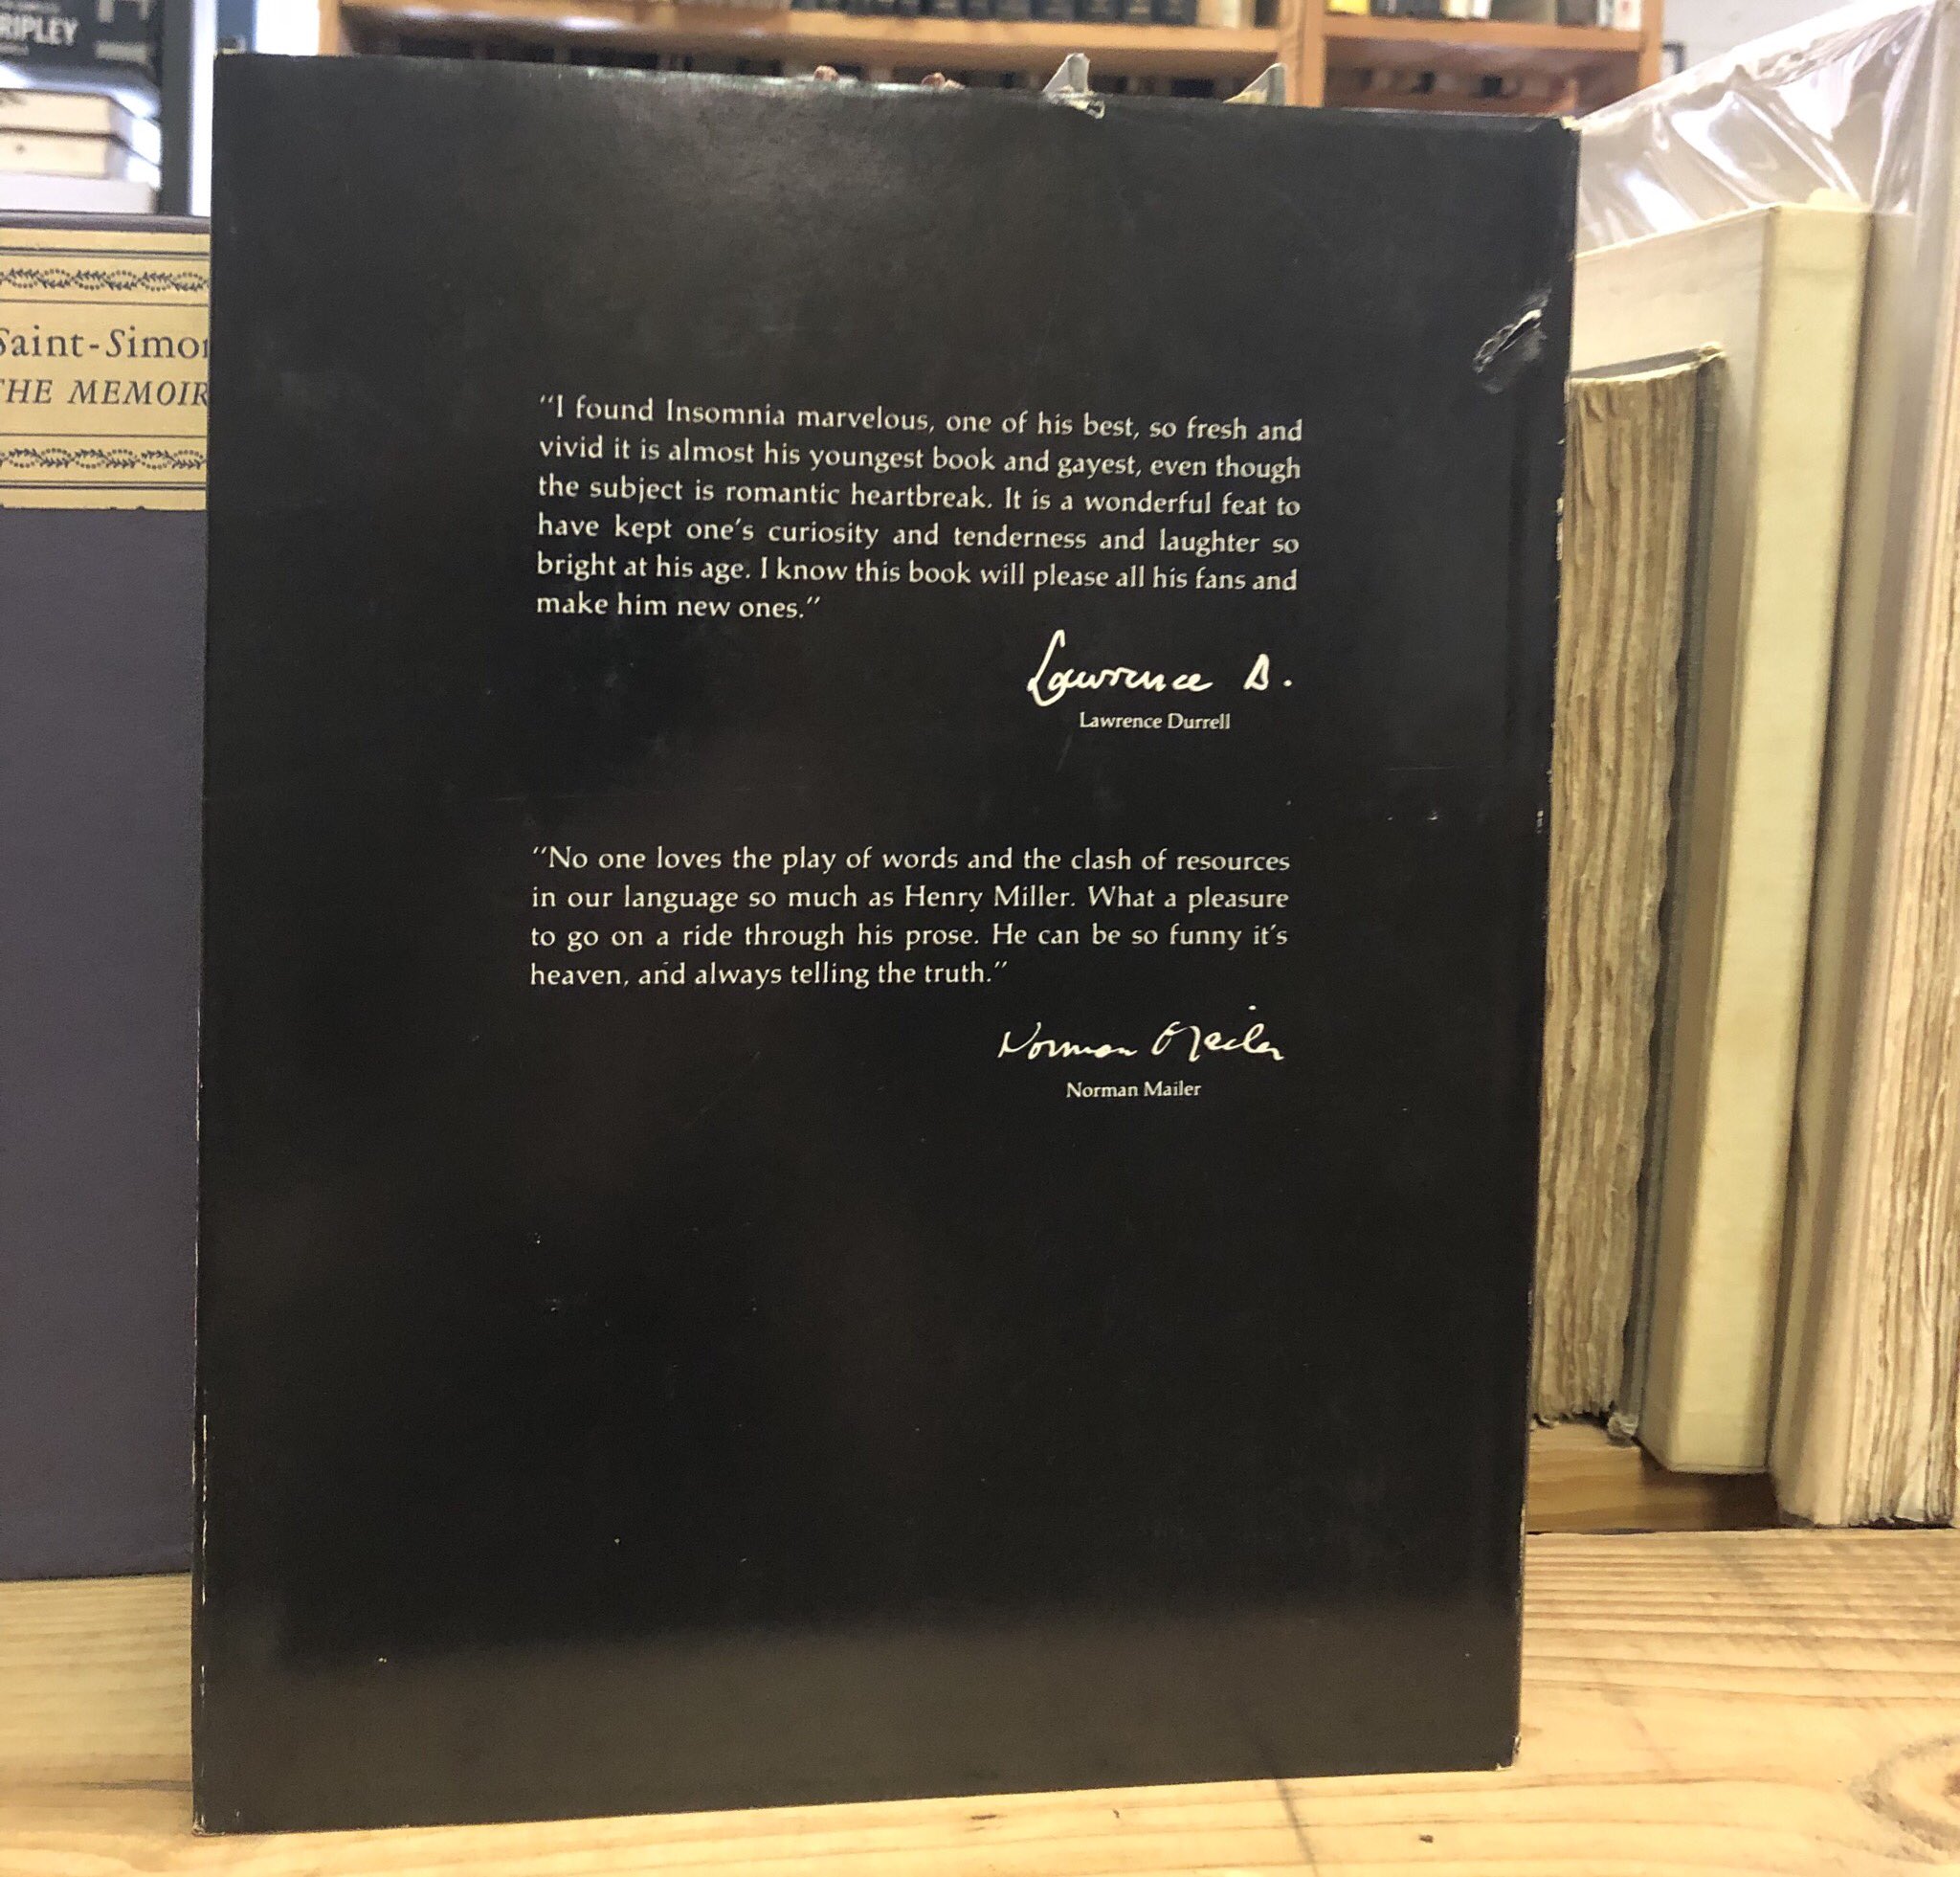 RIPLEY
Saint-Simon
THE MEMOIR
"I found Insomnia marvelous, one of his best, so fresh and
vivid it is almost his youngest book and gayest, even though
the subject is romantic heartbreak. It is a wonderful feat to
have kept one's curiosity and tenderness and laughter so
bright at his age. I know this book will please all his fans and
make him new ones."
Lawrence D.
Lawrence Durrell
"No one loves the play of words and the clash of resources
in our language so much as Henry Miller. What a pleasure
to go on a ride through his prose. He can be so funny it's
heaven, and always telling the truth."
Norman Mailer
Norman Mailer